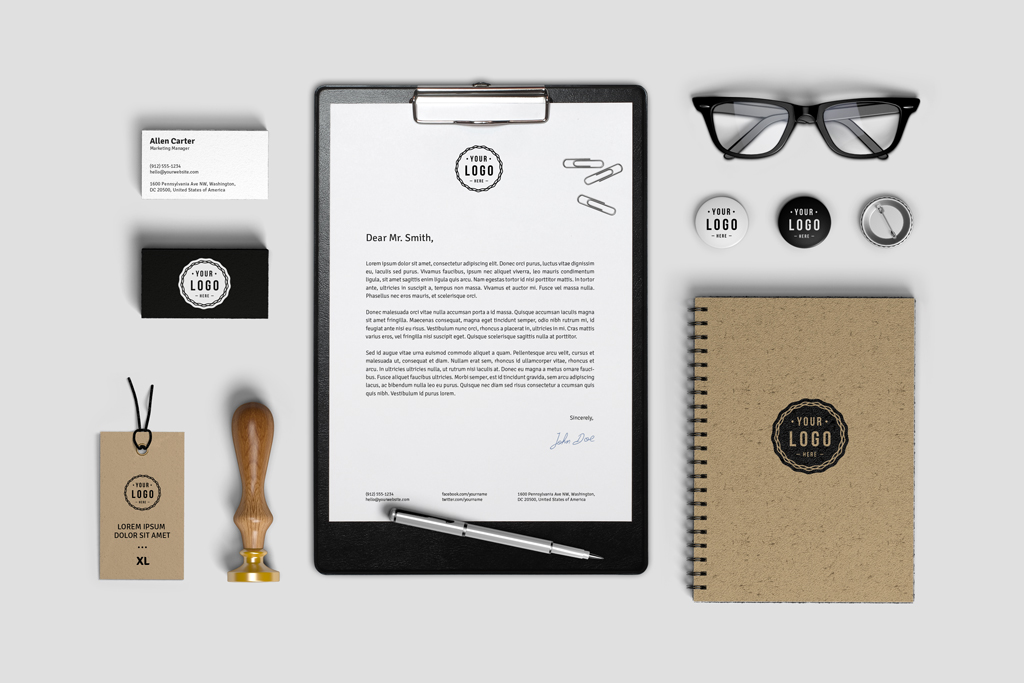 Allen Carter
Marketing Manager
(912) 555-1234
hello@yourwebsite.com
1600 Pennsylvania Ave NW, Washington,
DC 20500, United States of America
YOUR
LOGO
HERE
YOUR
LOGO
HERE
LOREM IPSUM
DOLOR SIT AMET
XL
YOUR
LOGO
HERE
Dear Mr. Smith,
Lorem ipsum dolor sit amet, consectetur adipiscing elit. Donec orci purus, luctus vitae dignissim
eu, iaculis sed purus. Vivamus faucibus, ipsum nec aliquet viverra, leo mauris condimentum
ligula, sit amet sagittis enim ligula quis arcu. Nam egestas tortor id nisl porttitor mattis. In tortor
ante, ultricies in suscipit a, tempus non massa. Vivamus et auctor mi. Fusce vel massa nulla.
Phasellus nec eros mauris, et scelerisque orci.
Donec malesuada orci vitae nulla accumsan porta a id massa. Quisque accumsan massa magna
sit amet fringilla. Maecenas consequat, magna eget tincidunt semper, odio nibh rutrum mi, id
feugiat ante nisi eu risus. Vestibulum nunc orci, rhoncus a placerat in, ultricies in mi. Cras mattis
varius eros, vel fringilla nisi suscipit eget. Quisque scelerisque sagittis nulla at porttitor.
Sed id augue vitae urna euismod commodo aliquet a quam. Pellentesque arcu velit, cursus et
malesuada ut, consequat et diam. Nullam erat sem, rhoncus id ullamcorper vitae, rhoncus et
arcu. In ultricies ultricies nulla, ut rutrum nisi iaculis at. Donec eu magna a metus ornare fauci-
bus. Fusce aliquet faucibus ultricies. Morbi semper, est id tincidunt gravida, sem arcu adipiscing
lacus, ac bibendum nulla leo eu purus. Quisque nec diam sed risus consectetur a ccumsan quis
quis nibh. Vestibulum id purus lorem.
Sincerely,
John Doe
(912) 555-1234
hello@yourwebsite.com
facebook.com/yourname
twitter.com/yourname
1600 Pennsylvania Ave NW, Washington,
DC 20500, United States of America
YOUR
LOGO
HERE
YOUR
LOGO
HERE
YOUR
LOGO
HERE